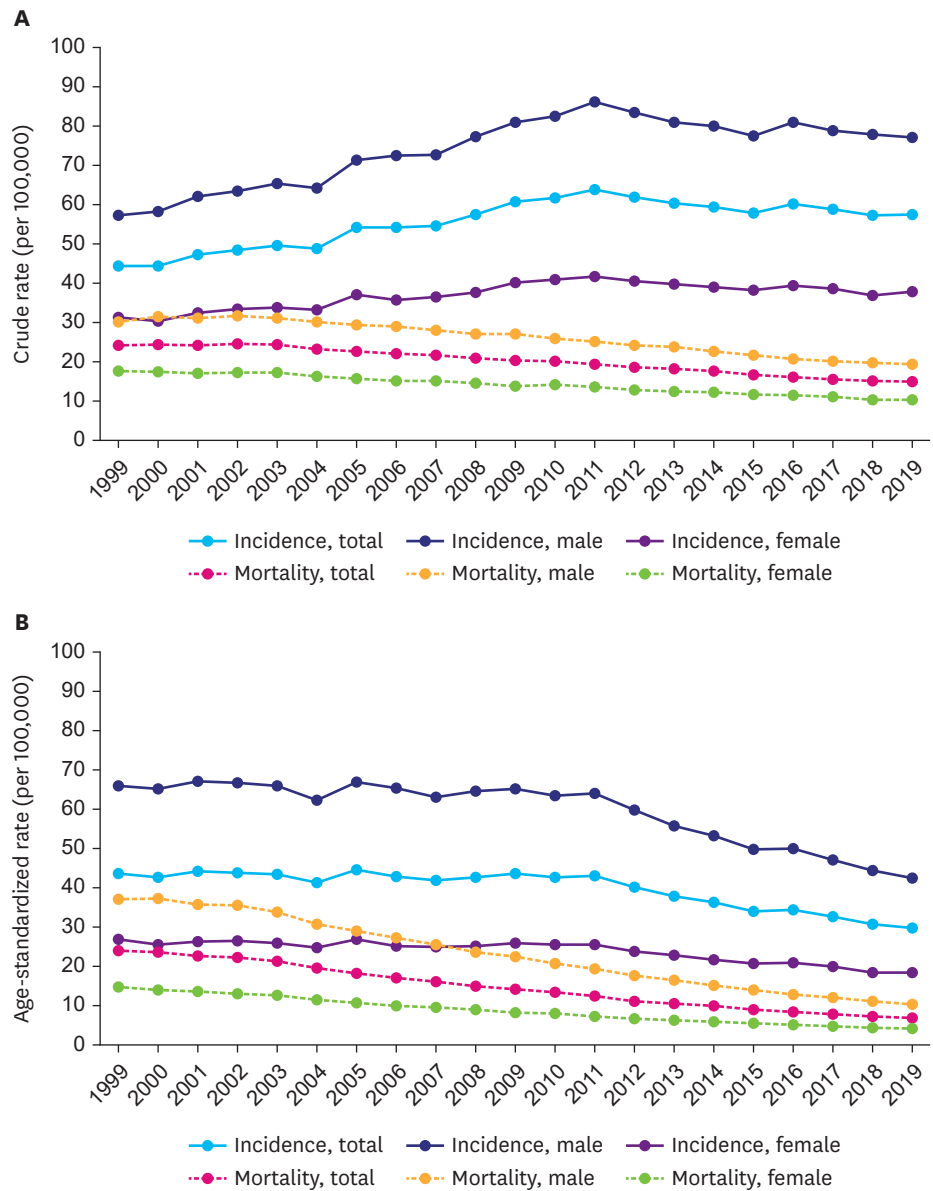 A
Crude rate (per 100,000)
100
90
80
70
60
50
40
30
20
10
0
1999 2000 2001 2002 2003 2004 2005 2006 2007 2008 2009 2010 2011 2012 2013 2014 2015 2016 2017 2018 2019
Incidence, total Incidence, male Incidence, female
Mortality, total Mortality, male Mortality, female
B
Age-standardized rate (per 100,000)
100
90
80
70
60
50
40
30
20
10
0
1999 2000 2001 2002 2003 2004 2005 2006 2007 2008 2009 2010 2011 2012 2013 2014 2015 2016 2017 2018 2019
Incidence, total Incidence, male Incidence, female
Mortality, total Mortality, male Mortality, female